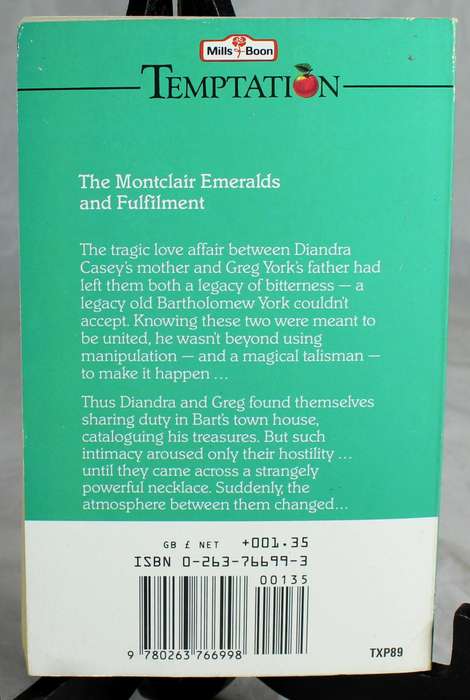 Mills & Boon
TEMPTATION
The Montclair Emeralds
and Fulfilment
The tragic love affair between Diandra
Casey's mother and Greg York's father had
left them both a legacy of bitterness — a
legacy old Bartholomew York couldn't
accept. Knowing these two were meant to
be united, he wasn't beyond using
manipulation — and a magical talisman —
to make it happen ...
Thus Diandra and Greg found themselves
sharing duty in Bart's town house,
cataloguing his treasures. But such
intimacy aroused only their hostility ...
until they came across a strangely
powerful necklace. Suddenly, the
atmosphere between them changed...
GB £ NET +001.35
ISBN 0-263-76699-3
00135
9 780263 766998
TXP89